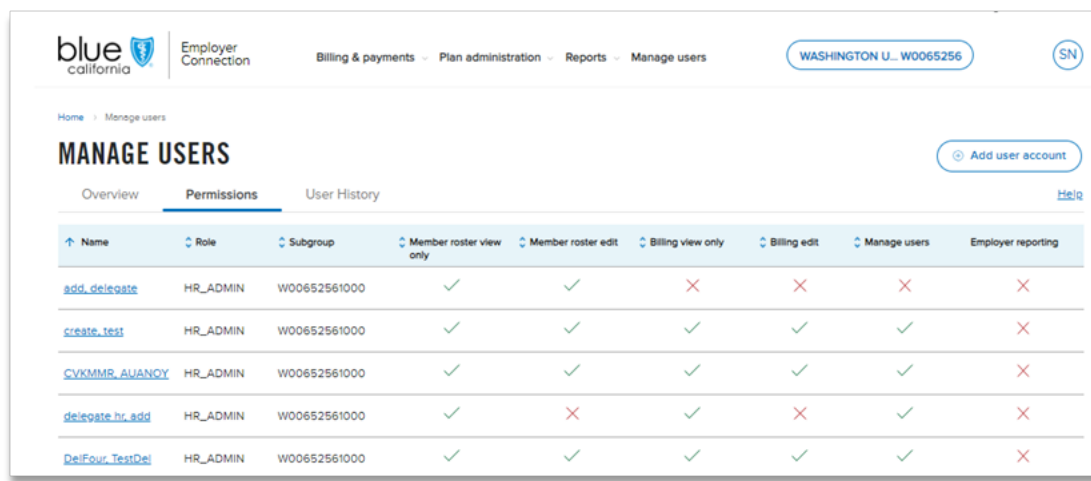 blue
california
Employer
Connection
Billing & payments Plan administration Reports Manage users
WASHINGTON U... W0065256
SN
Home > Manage users
MANAGE USERS
Add user account
Overview Permissions User History
Help
Name Role Subgroup Member roster view only Member roster edit Billing view only Billing edit Manage users Employer reporting
add, delegate HR_ADMIN W00652561000
create, test HR_ADMIN W00652561000
CVKMMR, AUANOY HR_ADMIN W00652561000
delegate hr, add HR_ADMIN W00652561000
DelFour, TestDel HR_ADMIN W00652561000